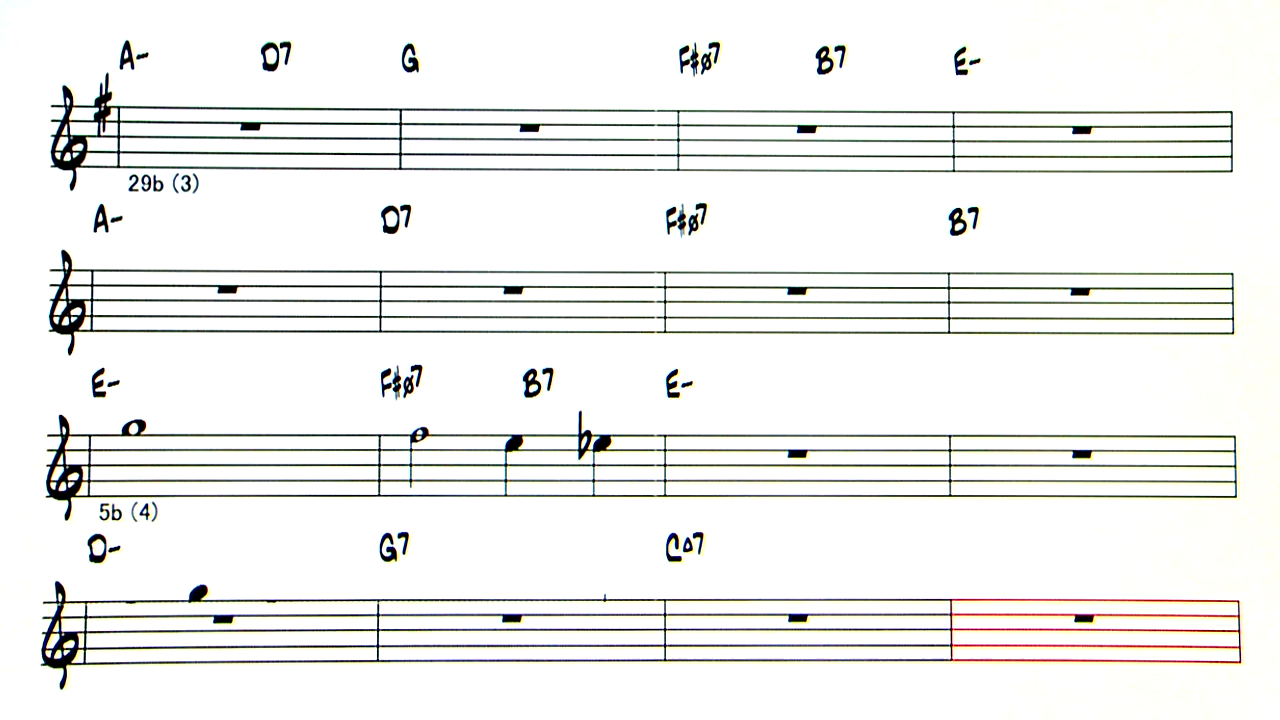 A- D7 G F#ø7 B7 E-
29b (3)
A- D7 F#ø7 B7
E- F#ø7 B7 E-
5b (4)
D- G7 C∆7